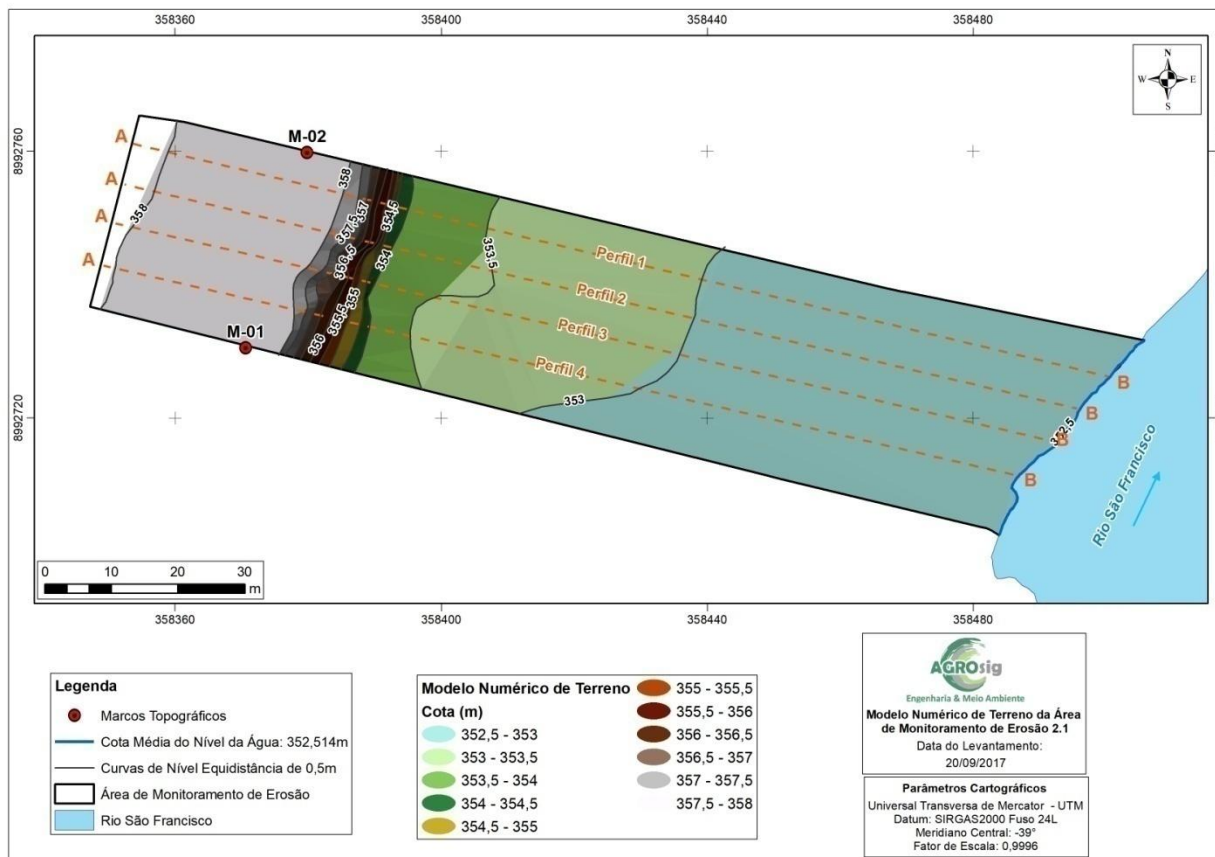 358360 358400 358440 358480
8992760
8992720
N
W E
S
A
A
A
A
M-02
M-01
358
358
357,5
357
356,5
356
355,5
355
354,5
354
353,5
353
352,5
Perfil 1
Perfil 2
Perfil 3
Perfil 4
B
B
B
B
Rio São Francisco
0 10 20 30
m
358360 358400 358440 358480
Legenda
Marcos Topográficos
Cota Média do Nível da Água: 352,514m
Curvas de Nível Equidistância de 0,5m
Área de Monitoramento de Erosão
Rio São Francisco
Modelo Numérico de Terreno
Cota (m)
352,5 - 353
353 - 353,5
353,5 - 354
354 - 354,5
354,5 - 355
355 - 355,5
355,5 - 356
356 - 356,5
356,5 - 357
357 - 357,5
357,5 - 358
AGROsig
Engenharia & Meio Ambiente
Modelo Numérico de Terreno da Área
de Monitoramento de Erosão 2.1
Data do Levantamento:
20/09/2017
Parâmetros Cartográficos
Universal Transversa de Mercator - UTM
Datum: SIRGAS2000 Fuso 24L
Meridiano Central: -39°
Fator de Escala: 0,9996